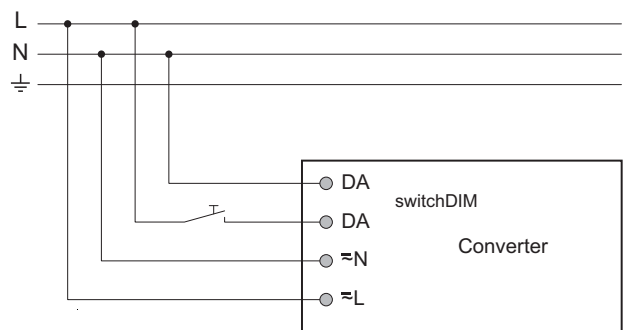 L
N
DA
switchDIM
DA
Converter
≂N
≂L